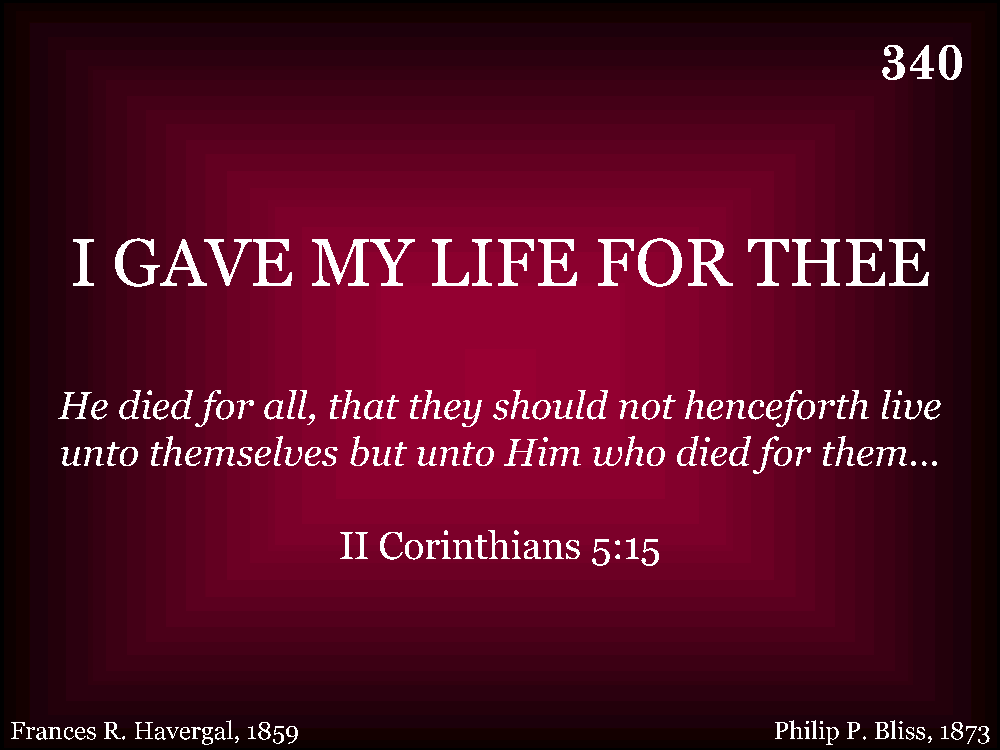 340
I GAVE MY LIFE FOR THEE
He died for all, that they should not henceforth live
unto themselves but unto Him who died for them...
II Corinthians 5:15
Frances R. Havergal, 1859
Philip P. Bliss, 1873